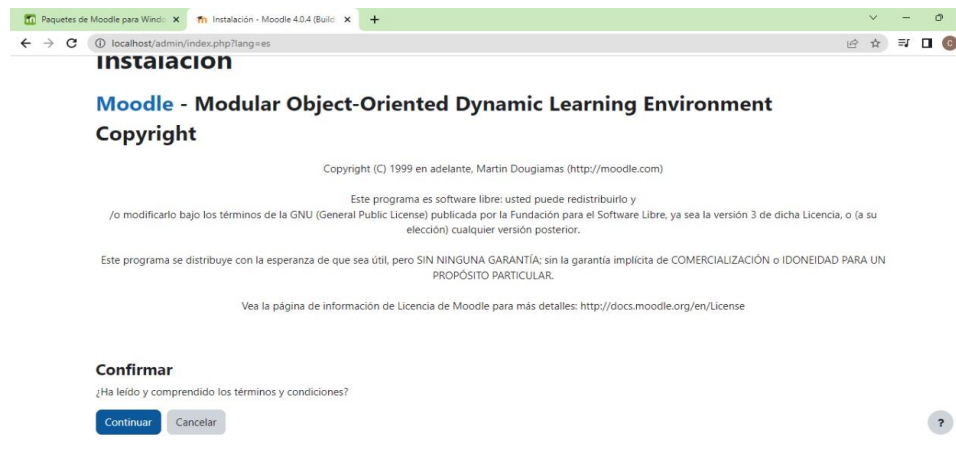 Paquetes de Moodle para Windo
Instalación - Moodle 4.0.4 (Build
localhost/admin/index.php?lang=es
C
Instalación
Moodle - Modular Object-Oriented Dynamic Learning Environment
Copyright
Copyright (C) 1999 en adelante, Martin Dougiamas (http://moodle.com)
Este programa es software libre: usted puede redistribuirlo y
/o modificarlo bajo los términos de la GNU (General Public License) publicada por la Fundación para el Software Libre, ya sea la versión 3 de dicha Licencia, o (a su
elección) cualquier versión posterior.
Este programa se distribuye con la esperanza de que sea útil, pero SIN NINGUNA GARANTÍA; sin la garantía implícita de COMERCIALIZACIÓN o IDONEIDAD PARA UN
PROPÓSITO PARTICULAR.
Vea la página de información de Licencia de Moodle para más detalles: http://docs.moodle.org/en/License
Confirmar
¿Ha leído y comprendido los términos y condiciones?
Continuar
Cancelar
?